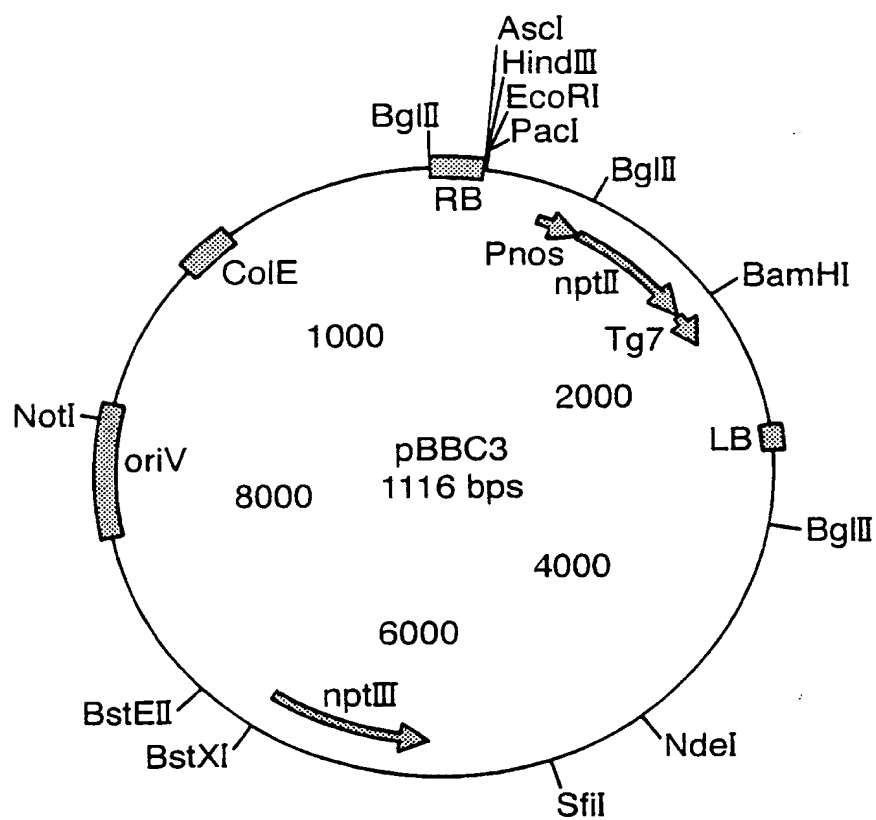 AscI
HindIII
EcoRI
PacI
BglII
RB
BglII
Pnos
nptII
Tg7
BamHI
ColE
1000
2000
NotI
oriV
LB
pBBC3
1116 bps
8000
BglII
4000
6000
nptIII
BstEII
BstXI
NdeI
SfiI